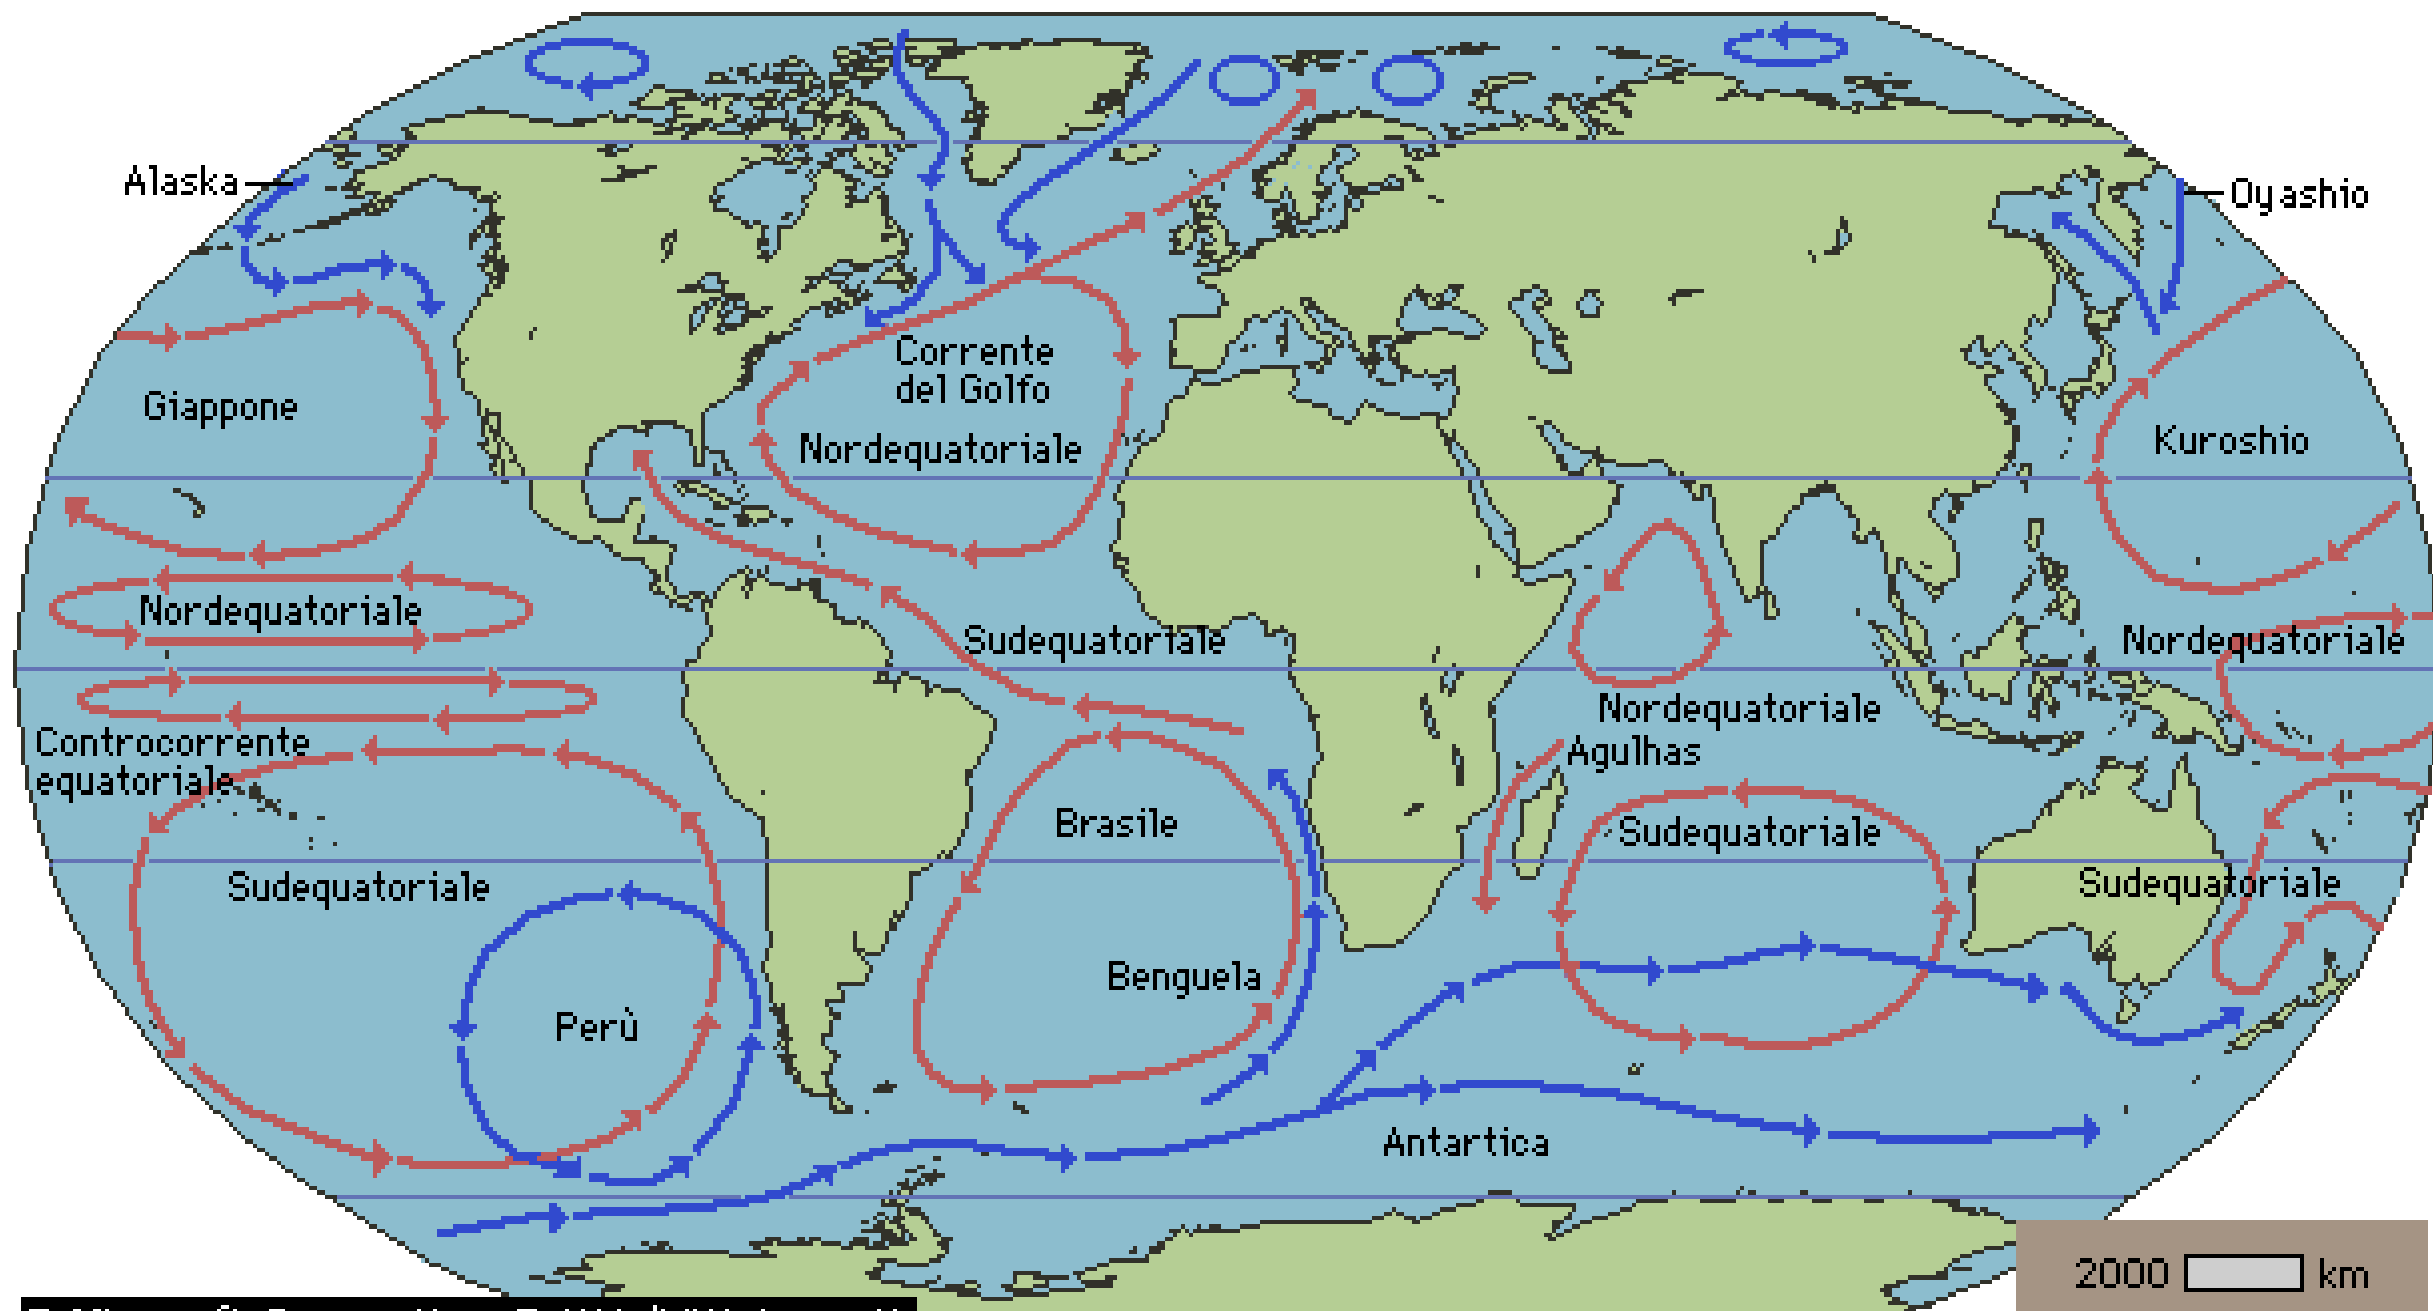 Alaska
Oyashio
Corrente
del Golfo
Giappone
Kuroshio
Nordequatoriale
Nordequatoriale
Sudequatoriale
Nordequatoriale
Nordequatoriale
Controcorrente
equatoriale
Agulhas
Brasile
Sudequatoriale
Sudequatoriale
Sudequatoriale
Benguela
Perù
Antartica
2000 km